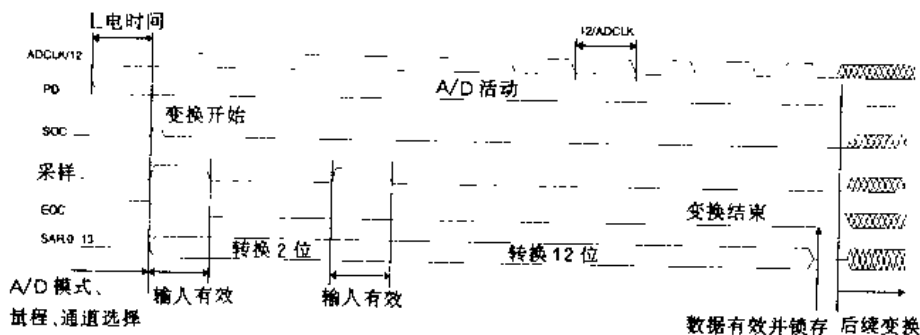 上电时间
ADCLK/12
12/ADCLK
PD
A/D 活动
变换开始
SOC
采样
EOC
变换结束
SAR.0 13
转换 2 位
转换 12 位
A/D 模式、
量程、通道选择
输入有效
输入有效
数据有效并锁存
后续变换